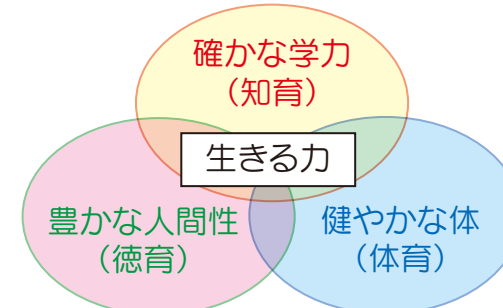 確かな学力
（知育）
生きる力
豊かな人間性
（徳育）
健やかな体
（体育）